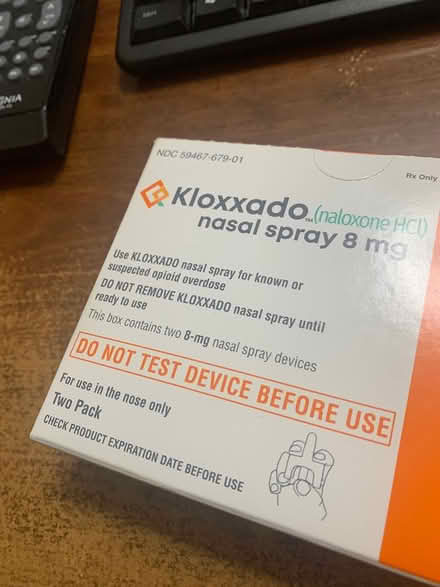 NIA
NDC 59467-679-01
Rx Only
Kloxxado™ (naloxone HCl)
nasal spray 8 mg
Use KLOXXADO nasal spray for known or
suspected opioid overdose
DO NOT REMOVE KLOXXADO nasal spray until
ready to use
This box contains two 8-mg nasal spray devices
DO NOT TEST DEVICE BEFORE USE
For use in the nose only
Two Pack
CHECK PRODUCT EXPIRATION DATE BEFORE USE